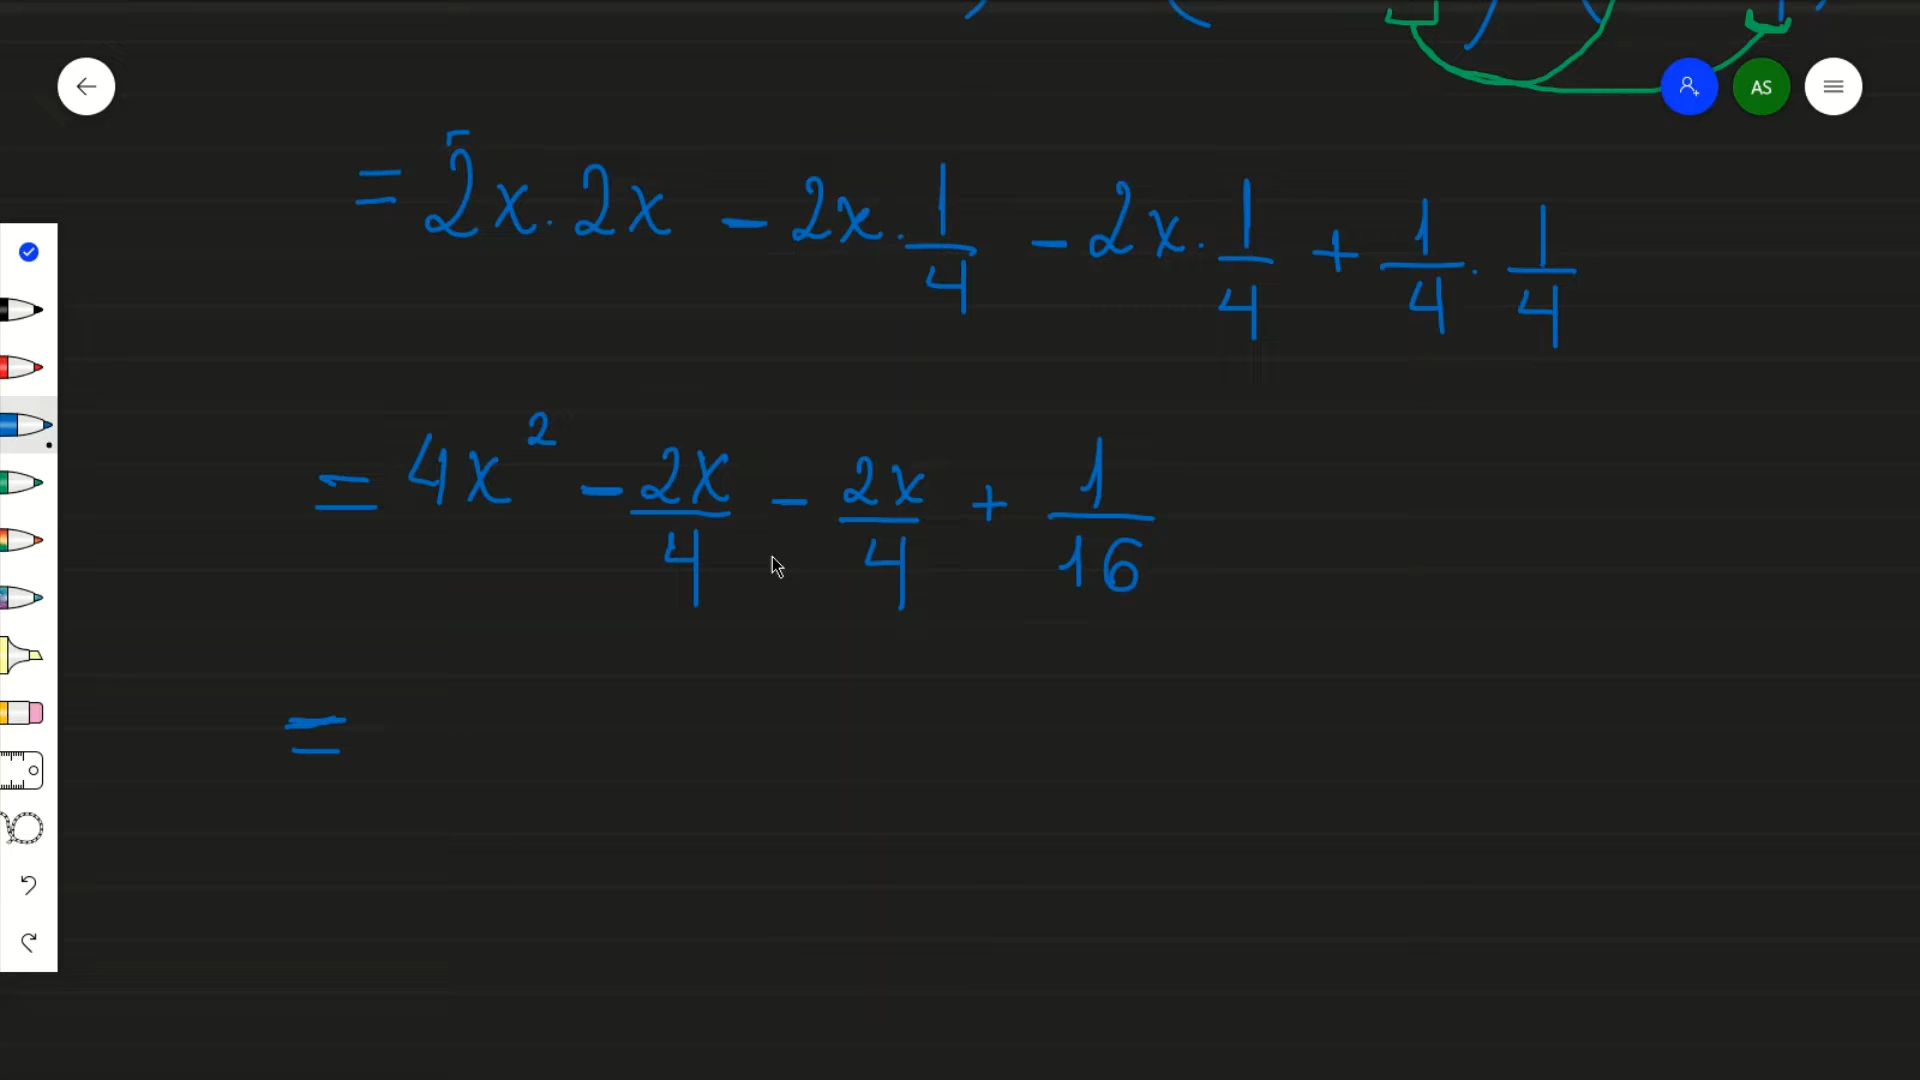 AS
= 2x · 2x - 2x · 1/4 - 2x · 1/4 + 1/4 · 1/4
= 4x² - 2x/4 - 2x/4 + 1/16
=